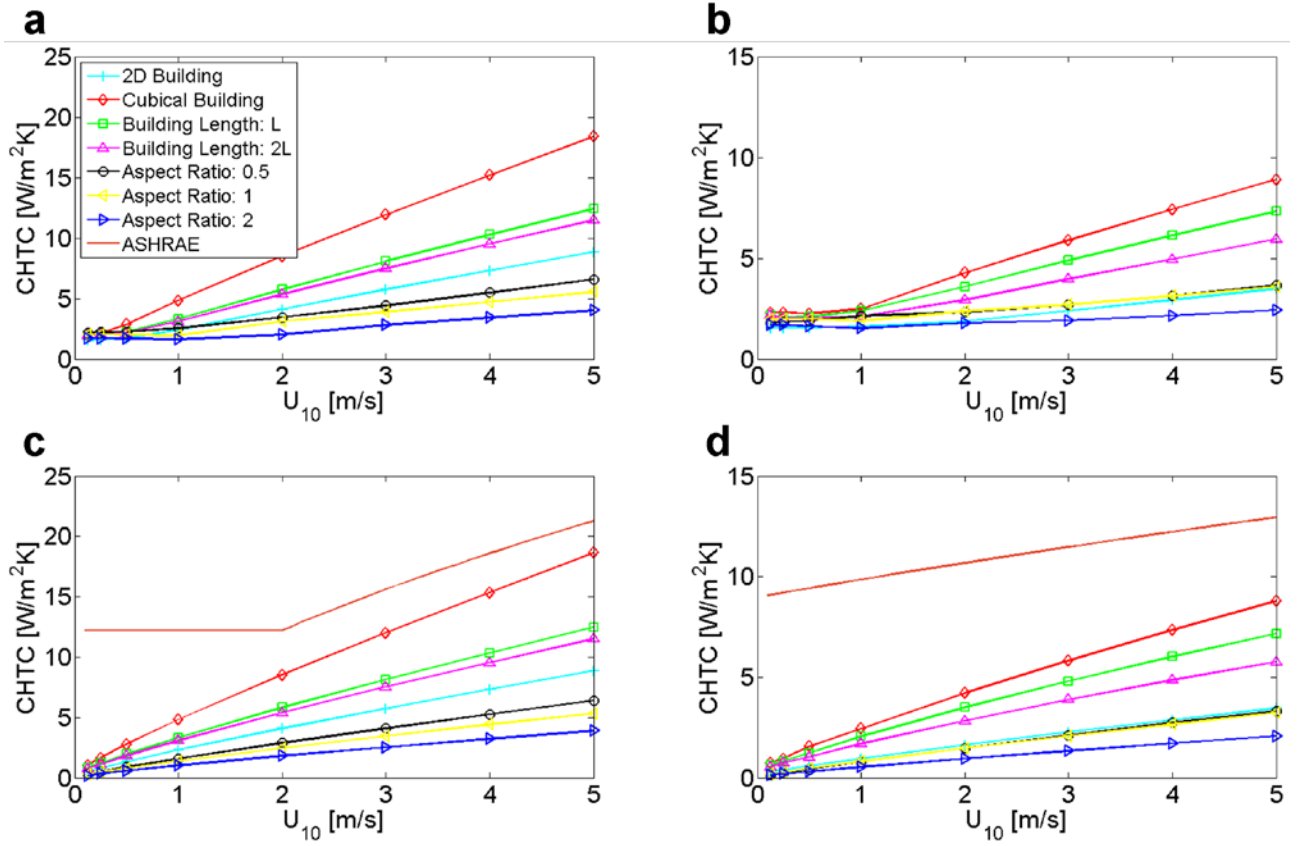 a
b
25
20
15
10
5
0
CHTC [W/m²K]
2D Building
Cubical Building
Building Length: L
Building Length: 2L
Aspect Ratio: 0.5
Aspect Ratio: 1
Aspect Ratio: 2
ASHRAE
0 1 2 3 4 5
U₁₀ [m/s]
15
10
5
0
CHTC [W/m²K]
0 1 2 3 4 5
U₁₀ [m/s]
c
d
25
20
15
10
5
0
CHTC [W/m²K]
0 1 2 3 4 5
U₁₀ [m/s]
15
10
5
0
CHTC [W/m²K]
0 1 2 3 4 5
U₁₀ [m/s]